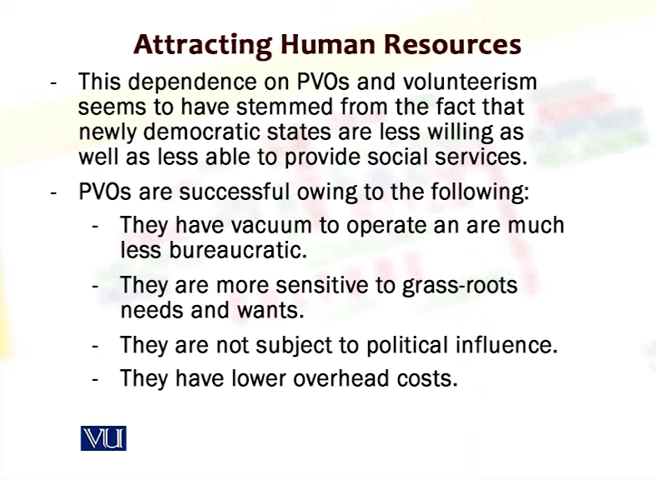 Attracting Human Resources
- This dependence on PVOs and volunteerism
seems to have stemmed from the fact that
newly democratic states are less willing as
well as less able to provide social services.
- PVOs are successful owing to the following:
- They have vacuum to operate an are much
less bureaucratic.
- They are more sensitive to grass-roots
needs and wants.
- They are not subject to political influence.
- They have lower overhead costs.
VU